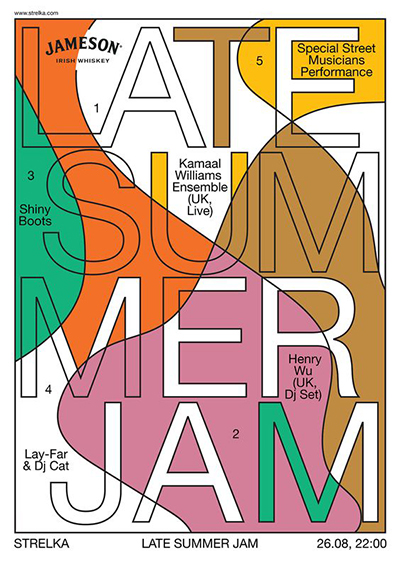 www.strelka.com
LATE
JAMESON®
IRISH WHISKEY
5
Special Street
Musicians
Performance
1
SUM
3
Kamaal
Williams
Ensemble
(UK,
Live)
Shiny
Boots
MER
Henry
Wu
(UK,
Dj Set)
4
JAM
2
Lay-Far
& Dj Cat
STRELKA LATE SUMMER JAM 26.08, 22:00